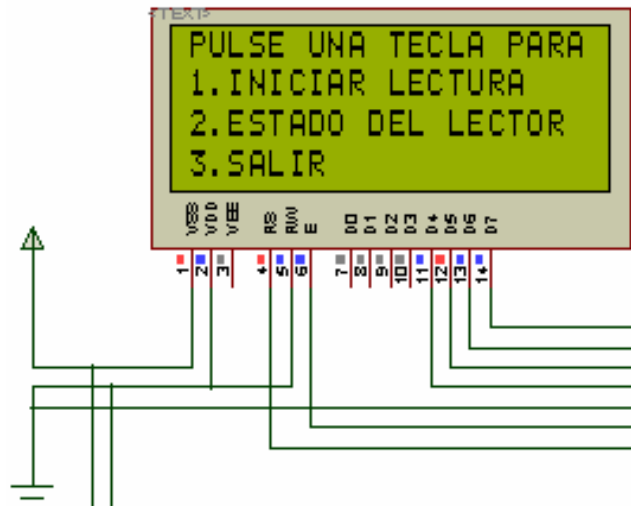 <TEXT>
PULSE UNA TECLA PARA
1.INICIAR LECTURA
2.ESTADO DEL LECTOR
3.SALIR
VSS VDD VEE RS RW E D0 D1 D2 D3 D4 D5 D6 D7
1 2 3 4 5 6 7 8 9 10 11 12 13 14